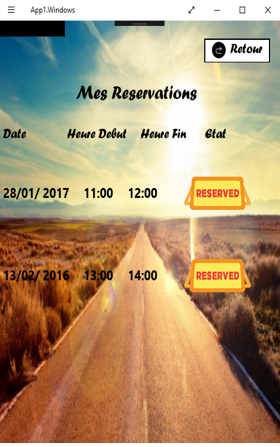 App1.Windows
Retour
Mes Reservations
Date Heure Debut Heure Fin Etat
28/01/ 2017 11:00 12:00 RESERVED
13/02/ 2016 13:00 14:00 RESERVED